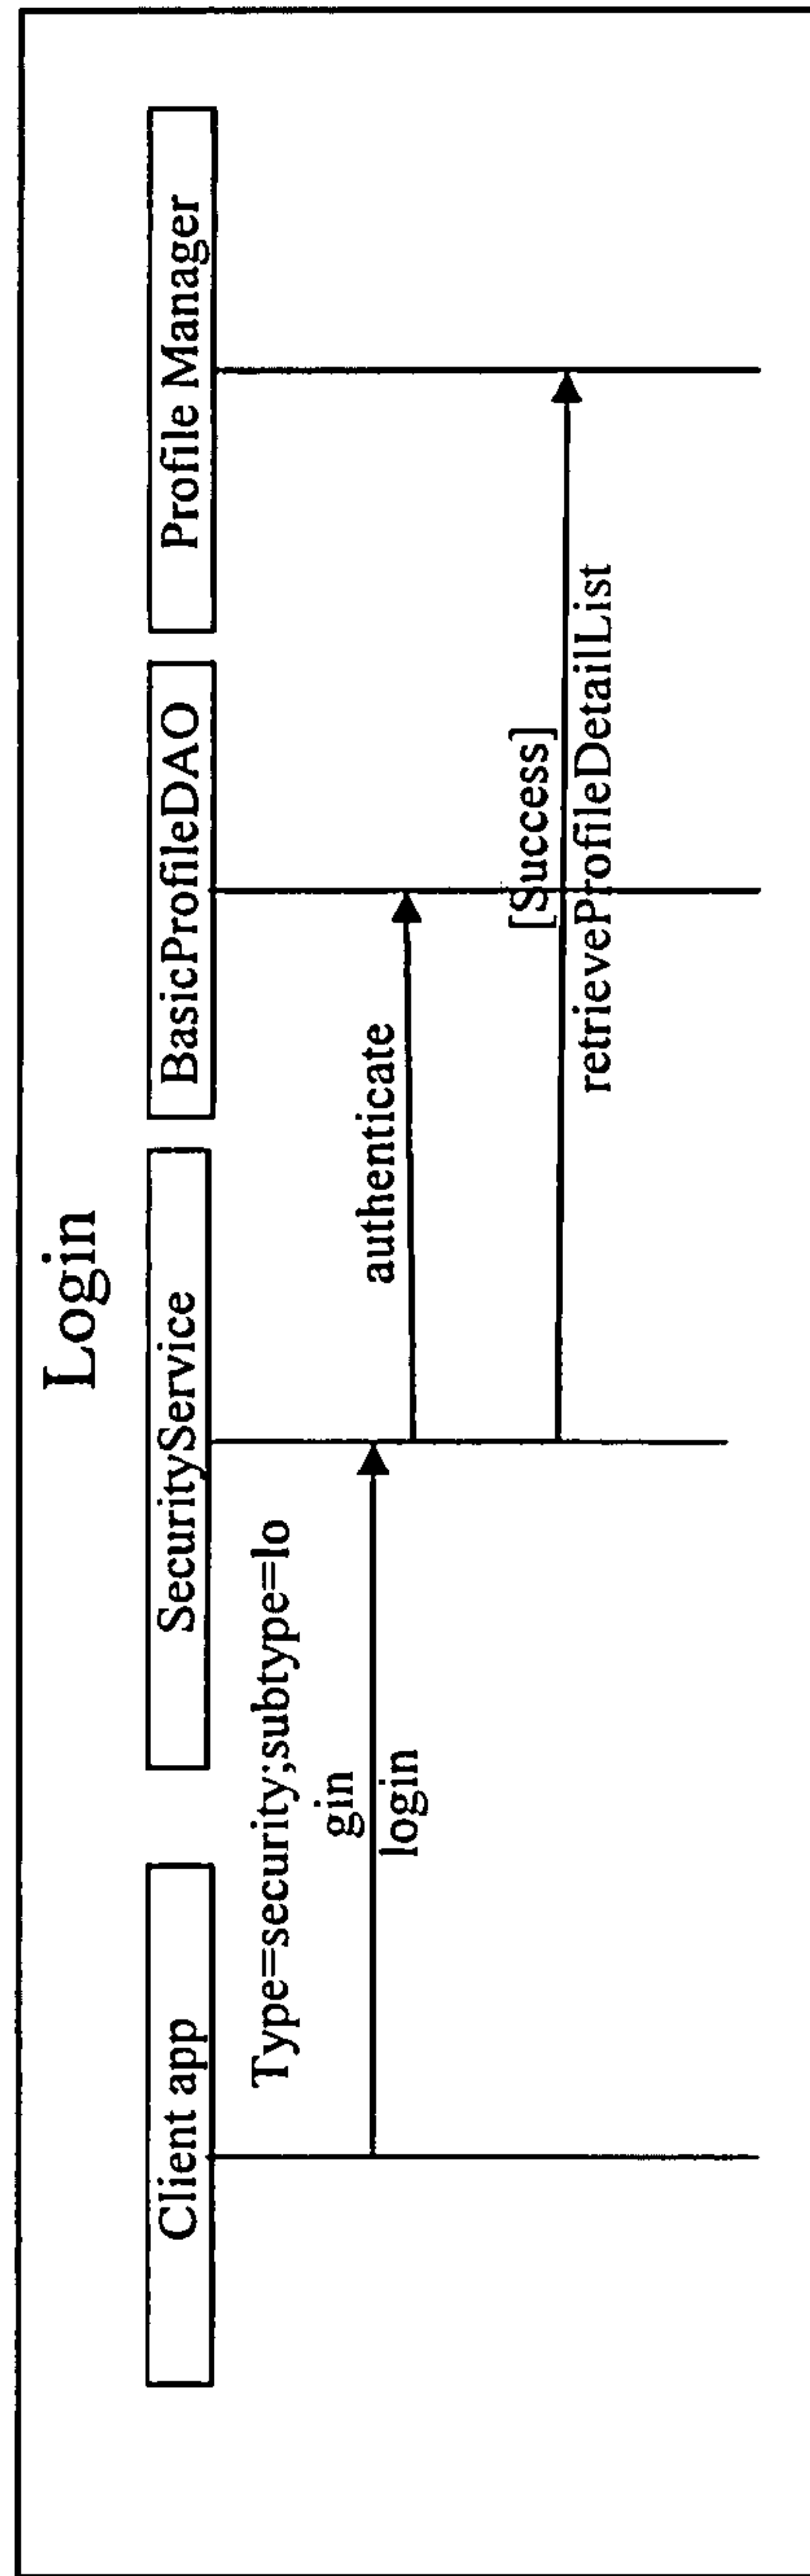 Login
Client app
SecurityService
BasicProfileDAO
Profile Manager
Type=security;subtype=lo
gin
login
authenticate
[Success]
retrieveProfileDetailList